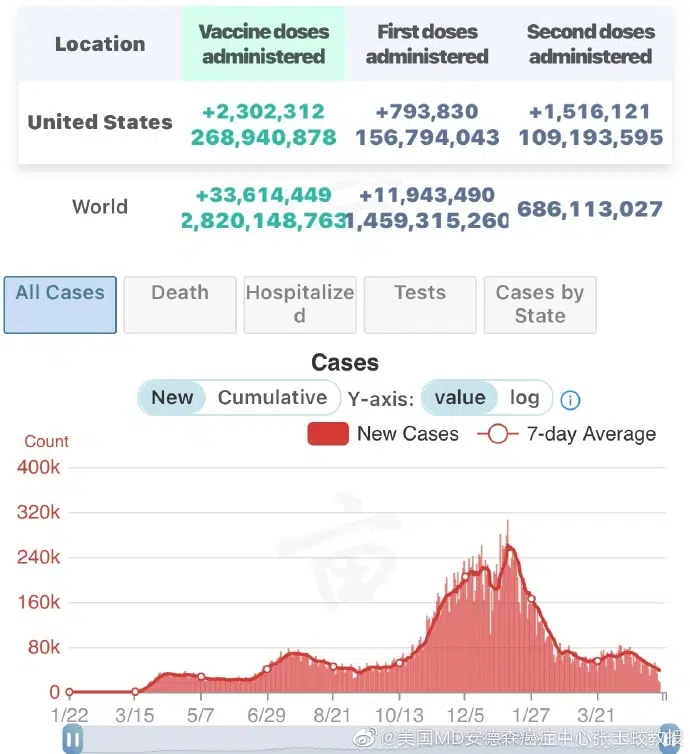 Location
Vaccine doses administered
First doses administered
Second doses administered
United States
+2,302,312
268,940,878
+793,830
156,794,043
+1,516,121
109,193,595
World
+33,614,449
2,820,148,763
+11,943,490
1,459,315,260
686,113,027
All Cases
Death
Hospitalized
Tests
Cases by State
Cases
New Cumulative Y-axis: value log
New Cases 7-day Average
Count
400k
320k
240k
160k
80k
0
1/22 3/15 5/7 6/29 8/21 10/13 12/5 1/27 3/21
@美国MD安德森癌症中心张玉蛟教授